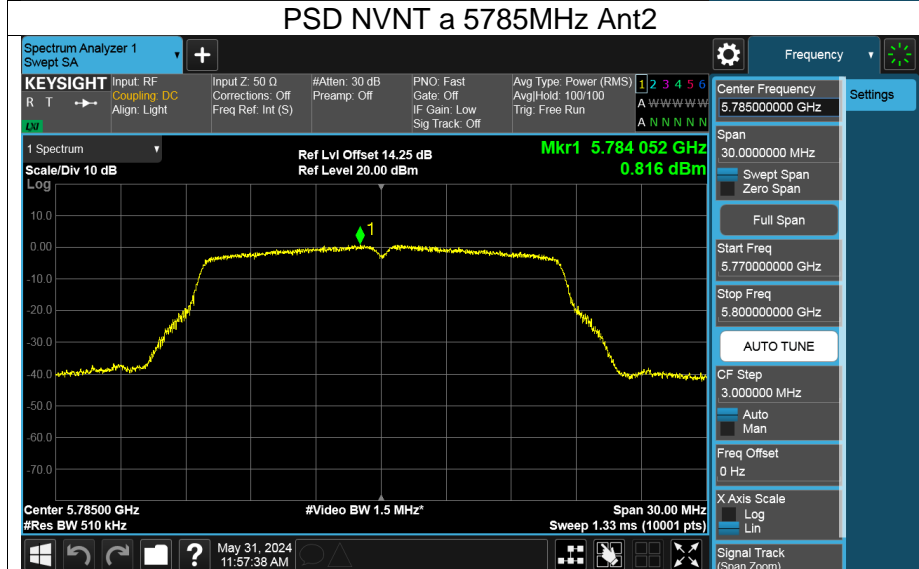 PSD NVNT a 5785MHz Ant2
Spectrum Analyzer 1
Swept SA
+
Frequency
KEYSIGHT
R T
LXI
Input: RF
Coupling: DC
Align: Light
Input Z: 50 Ω
Corrections: Off
Freq Ref: Int (S)
#Atten: 30 dB
Preamp: Off
PNO: Fast
Gate: Off
IF Gain: Low
Sig Track: Off
Avg Type: Power (RMS)
Avg|Hold: 100/100
Trig: Free Run
1 2 3 4 5 6
A W W W W W
A N N N N N
1 Spectrum
Scale/Div 10 dB
Log
Ref Lvl Offset 14.25 dB
Ref Level 20.00 dBm
Mkr1 5.784 052 GHz
0.816 dBm
1
10.0
0.00
-10.0
-20.0
-30.0
-40.0
-50.0
-60.0
-70.0
Center 5.78500 GHz
#Res BW 510 kHz
#Video BW 1.5 MHz*
Span 30.00 MHz
Sweep 1.33 ms (10001 pts)
?
May 31, 2024
11:57:38 AM
Center Frequency
5.785000000 GHz
Span
30.0000000 MHz
Swept Span
Zero Span
Full Span
Start Freq
5.770000000 GHz
Stop Freq
5.800000000 GHz
AUTO TUNE
CF Step
3.000000 MHz
Auto
Man
Freq Offset
0 Hz
X Axis Scale
Log
Lin
Signal Track
(Span Zoom)
Settings